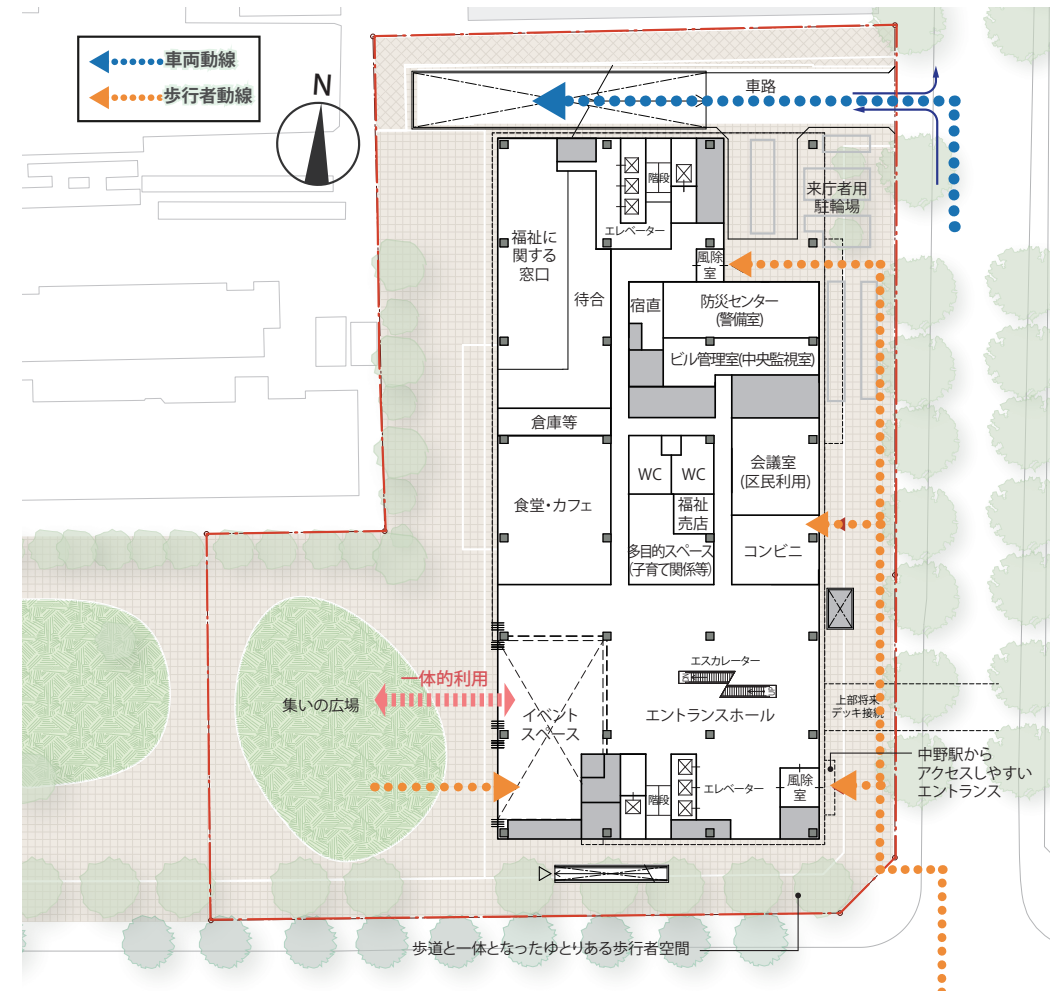 車両動線
歩行者動線
N
車路
来庁者用
駐輪場
階段
エレベーター
風除
室
福祉に
関する
窓口
待合
宿直
防災センター
(警備室)
ビル管理室(中央監視室)
倉庫等
食堂・カフェ
WC
WC
会議室
(区民利用)
福祉
売店
多目的スペース
(子育て関係等)
コンビニ
一体的利用
集いの広場
イベント
スペース
エスカレーター
エントランスホール
上部将来
デッキ接続
中野駅から
アクセスしやすい
エントランス
階段
エレベーター
風除
室
歩道と一体となったゆとりある歩行者空間